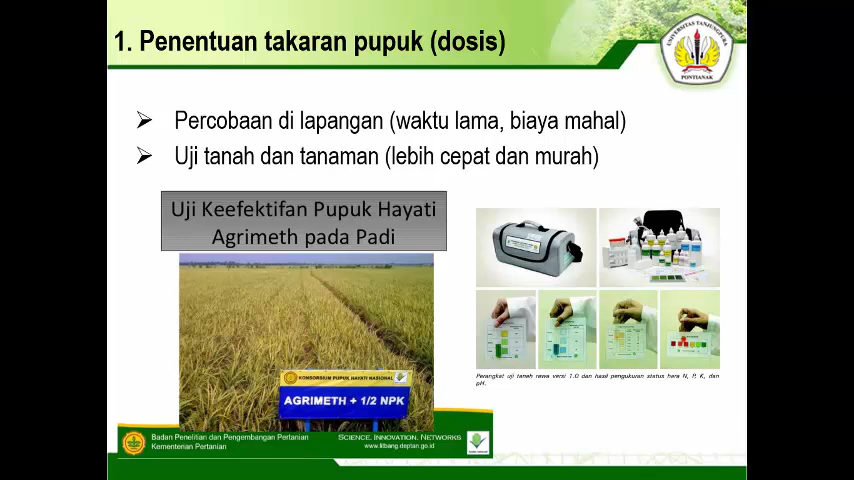 1. Penentuan takaran pupuk (dosis)
UNIVERSITAS TANJUNGPURA
PONTIANAK
Percobaan di lapangan (waktu lama, biaya mahal)
Uji tanah dan tanaman (lebih cepat dan murah)
Uji Keefektifan Pupuk Hayati
Agrimeth pada Padi
KONSORSIUM PUPUK HAYATI NASIONAL
AGRIMETH + 1/2 NPK
Perangkat uji tanah rawa versi 1.0 dan hasil pengukuran status hara N, P, K, dan
pH.
Badan Penelitian dan Pengembangan Pertanian
Kementerian Pertanian
SCIENCE. INNOVATION. NETWORKS
www.litbang.deptan.go.id